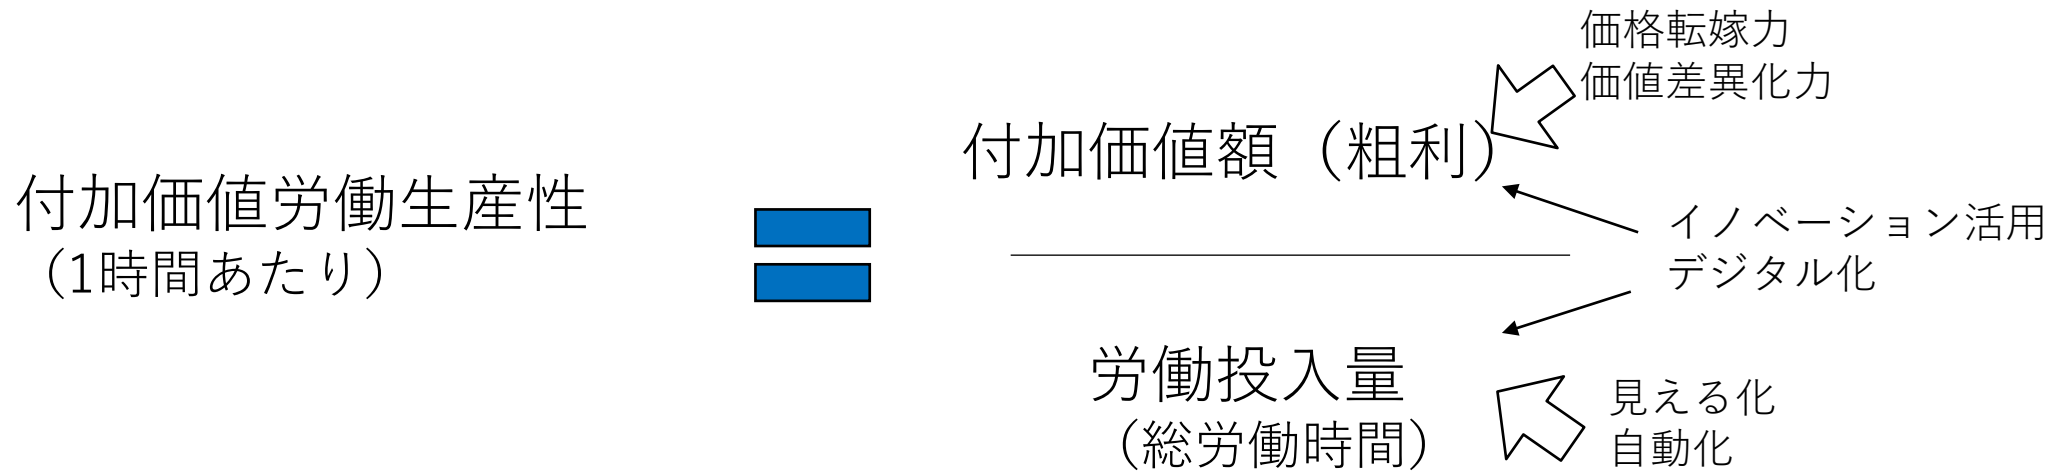 価格転嫁力
価値差異化力
付加価値額（粗利）
付加価値労働生産性
（1時間あたり）
イノベーション活用
デジタル化
労働投入量
（総労働時間）
見える化
自動化